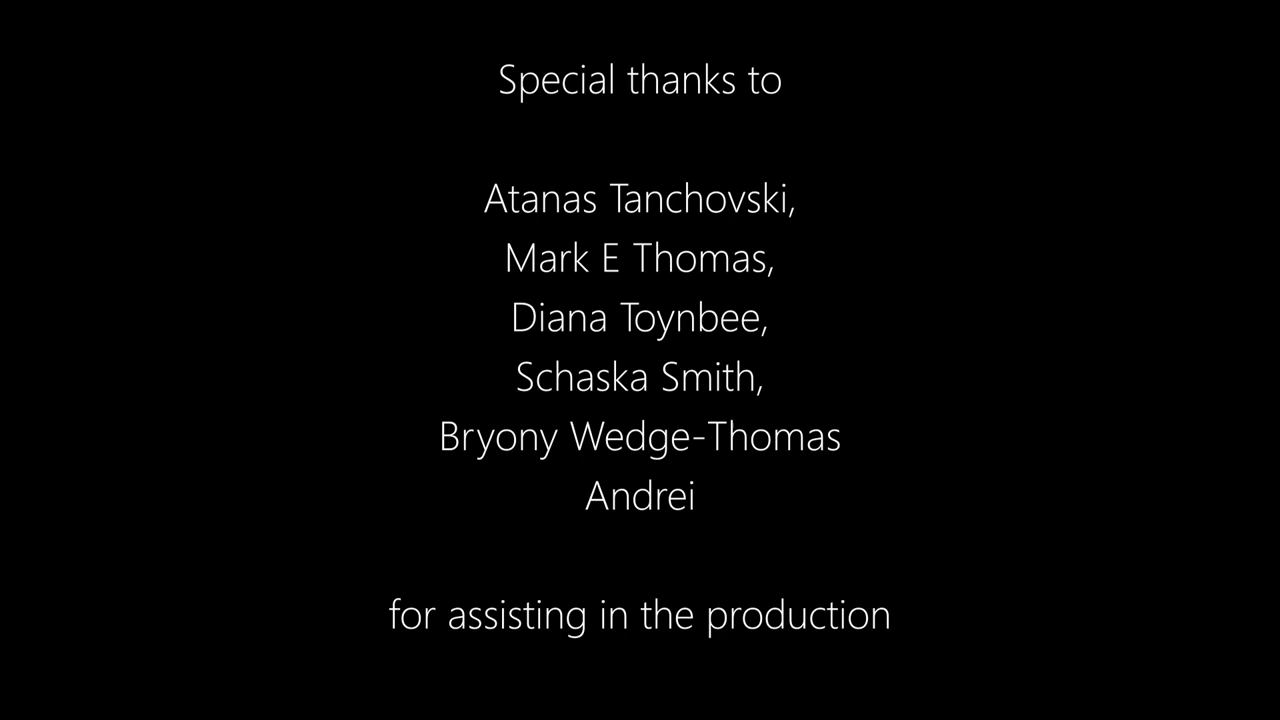 Special thanks to
Atanas Tanchovski,
Mark E Thomas,
Diana Toynbee,
Schaska Smith,
Bryony Wedge-Thomas
Andrei
for assisting in the production